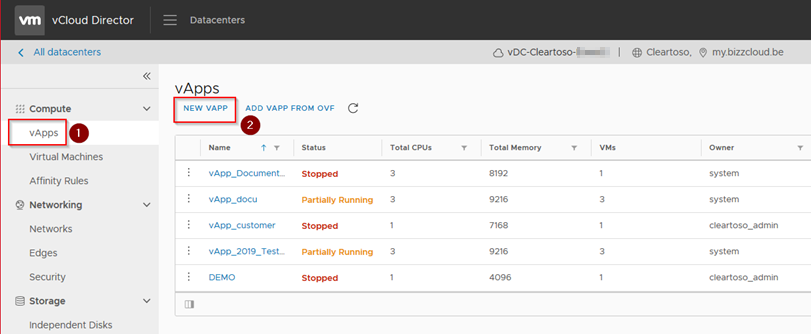 vm vCloud Director Datacenters
All datacenters vDC-Cleartoso- Cleartoso, my.bizzcloud.be
«
vApps
NEW VAPP ADD VAPP FROM OVF
Compute
vApps 1
2
Virtual Machines
Affinity Rules
Networking
Networks
Edges
Security
Storage
Independent Disks
Name Status Total CPUs Total Memory VMs Owner
vApp_Document... Stopped 3 8192 1 system
vApp_docu Partially Running 3 9216 3 system
vApp_customer Stopped 1 7168 1 cleartoso_admin
vApp_2019_Test... Partially Running 3 9216 3 system
DEMO Stopped 1 4096 1 cleartoso_admin